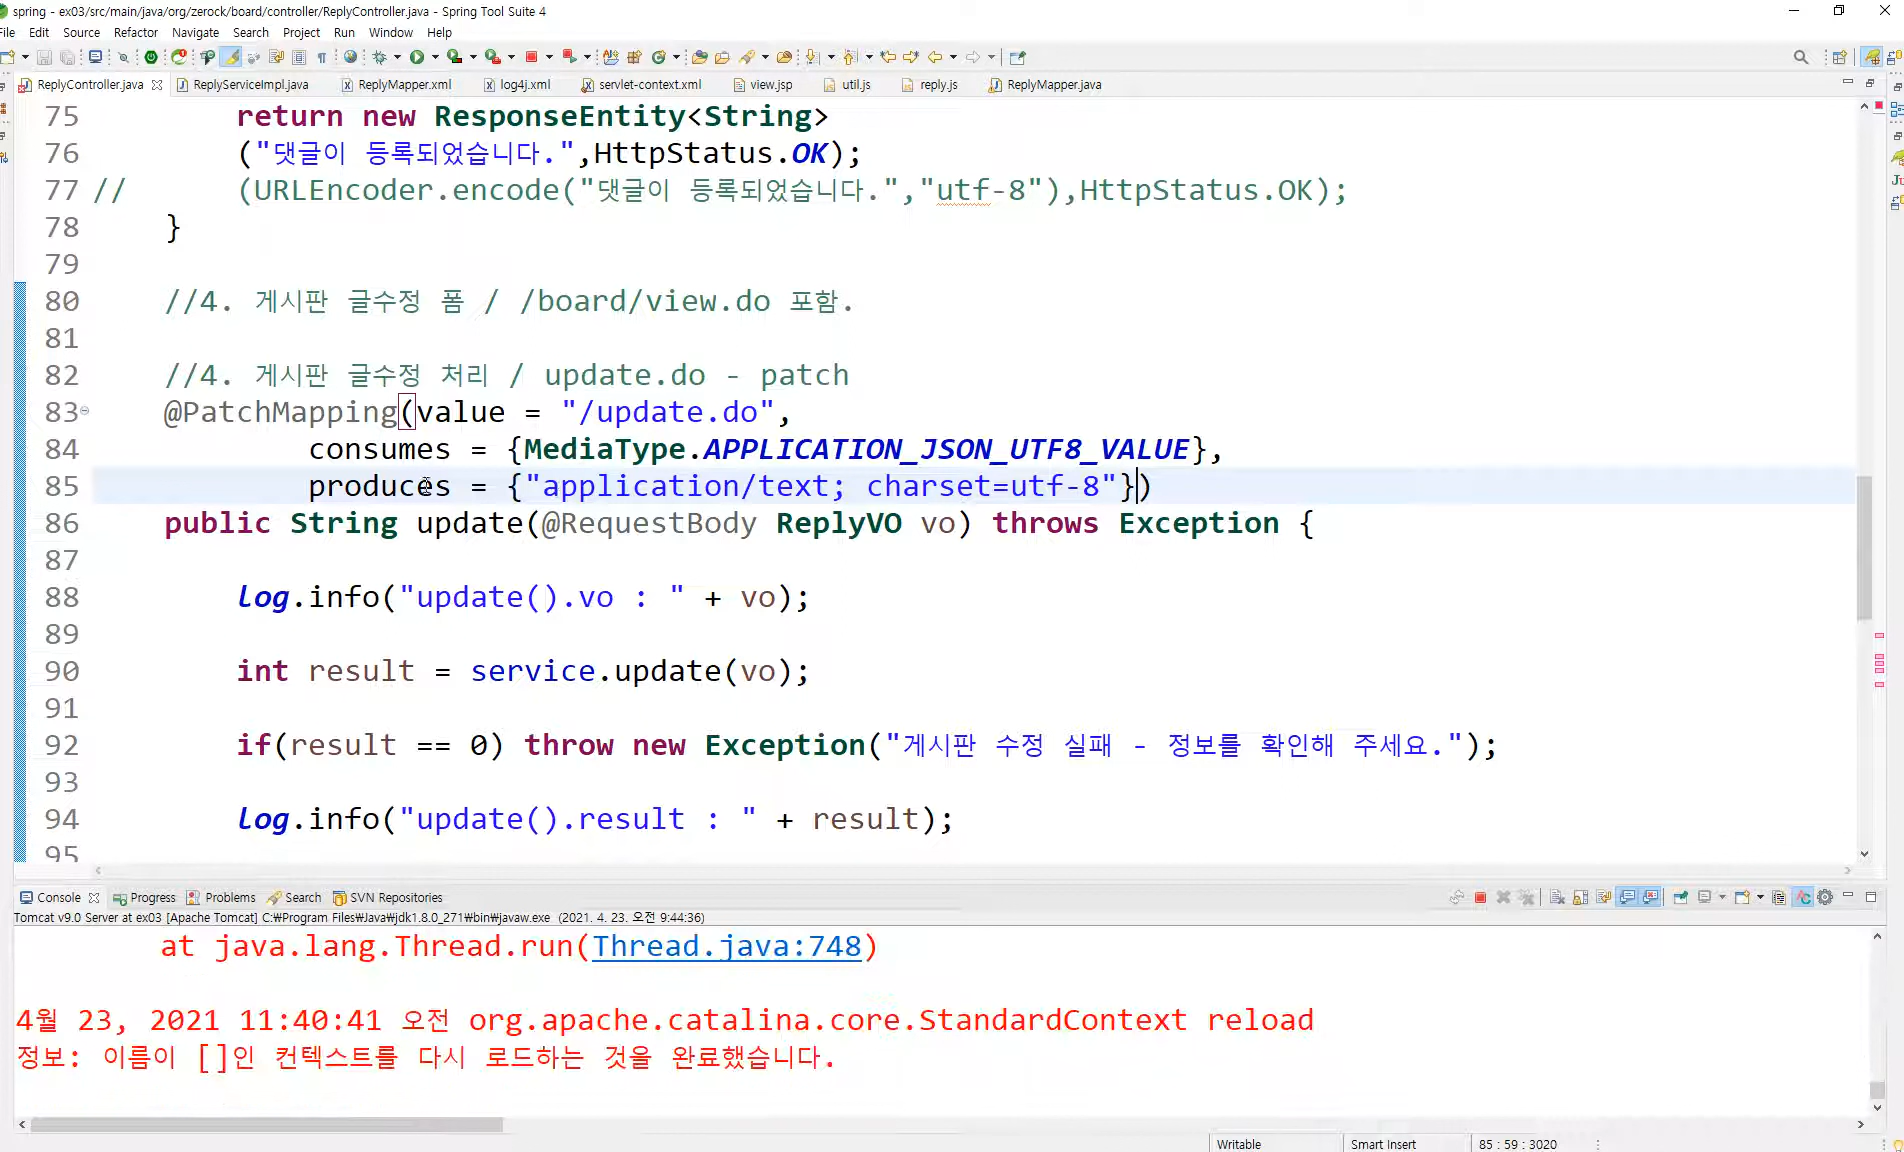 spring - ex03/src/main/java/org/zerock/board/controller/ReplyController.java - Spring Tool Suite 4
File Edit Source Refactor Navigate Search Project Run Window Help
ReplyController.java ReplyServiceImpl.java ReplyMapper.xml log4j.xml servlet-context.xml view.jsp util.js reply.js ReplyMapper.java
75 return new ResponseEntity<String>
76 ("댓글이 등록되었습니다.",HttpStatus.OK);
77 // (URLEncoder.encode("댓글이 등록되었습니다.","utf-8"),HttpStatus.OK);
78 }
79
80 //4. 게시판 글수정 폼 / /board/view.do 포함.
81
82 //4. 게시판 글수정 처리 / update.do - patch
83 @PatchMapping(value = "/update.do",
84 consumes = {MediaType.APPLICATION_JSON_UTF8_VALUE},
85 produces = {"application/text; charset=utf-8"})
86 public String update(@RequestBody ReplyVO vo) throws Exception {
87
88 log.info("update().vo : " + vo);
89
90 int result = service.update(vo);
91
92 if(result == 0) throw new Exception("게시판 수정 실패 - 정보를 확인해 주세요.");
93
94 log.info("update().result : " + result);
95
Console Progress Problems Search SVN Repositories
Tomcat v9.0 Server at ex03 [Apache Tomcat] C:₩Program Files₩Java₩jdk1.8.0_271₩bin₩javaw.exe (2021. 4. 23. 오전 9:44:36)
at java.lang.Thread.run(Thread.java:748)
4월 23, 2021 11:40:41 오전 org.apache.catalina.core.StandardContext reload
정보: 이름이 []인 컨텍스트를 다시 로드하는 것을 완료했습니다.
Writable Smart Insert 85 : 59 : 3020